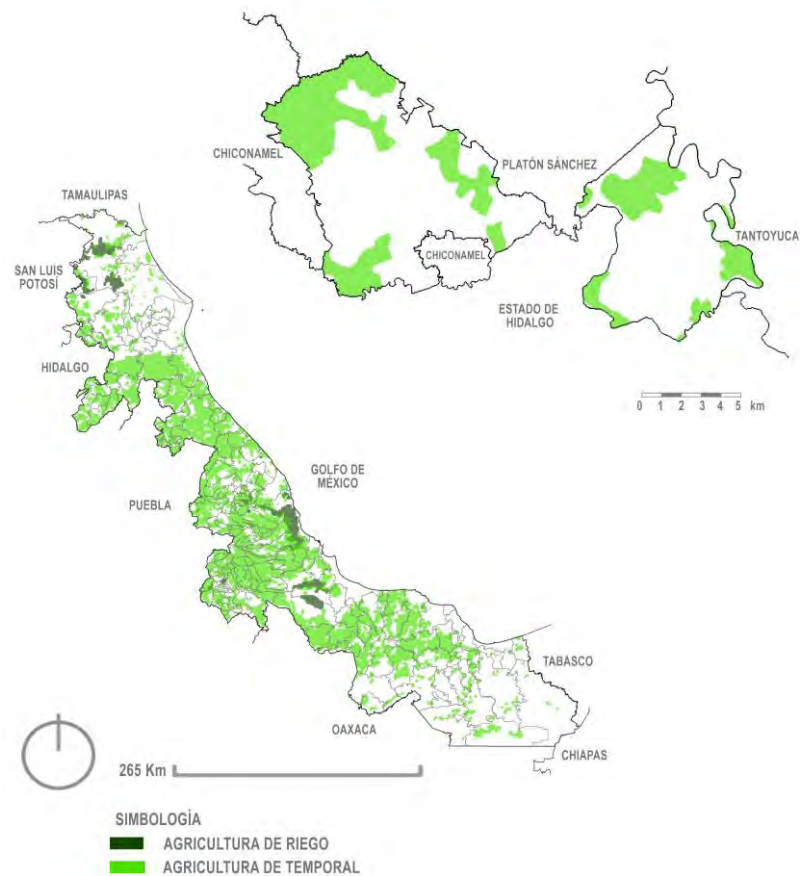 CHICONAMEL
PLATÓN SÁNCHEZ
TAMAULIPAS
TANTOYUCA
CHICONAMEL
SAN LUIS
POTOSÍ
ESTADO DE
HIDALGO
HIDALGO
0 1 2 3 4 5 km
GOLFO DE
MÉXICO
PUEBLA
TABASCO
OAXACA
CHIAPAS
265 Km
SIMBOLOGÍA
AGRICULTURA DE RIEGO
AGRICULTURA DE TEMPORAL